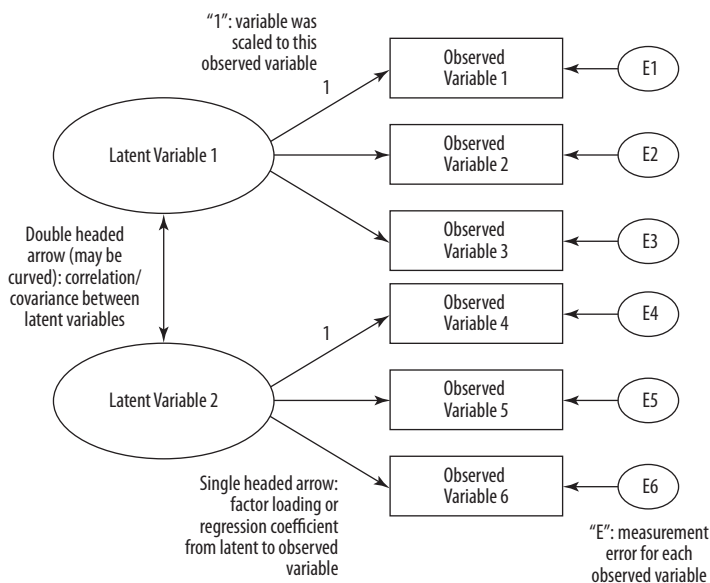 “1”: variable was
scaled to this
observed variable
1
Observed
Variable 1
E1
Latent Variable 1
Observed
Variable 2
E2
Observed
Variable 3
E3
Double headed
arrow (may be
curved): correlation/
covariance between
latent variables
1
Observed
Variable 4
E4
Latent Variable 2
Observed
Variable 5
E5
Observed
Variable 6
E6
Single headed arrow:
factor loading or
regression coefficient
from latent to observed
variable
“E”: measurement
error for each
observed variable